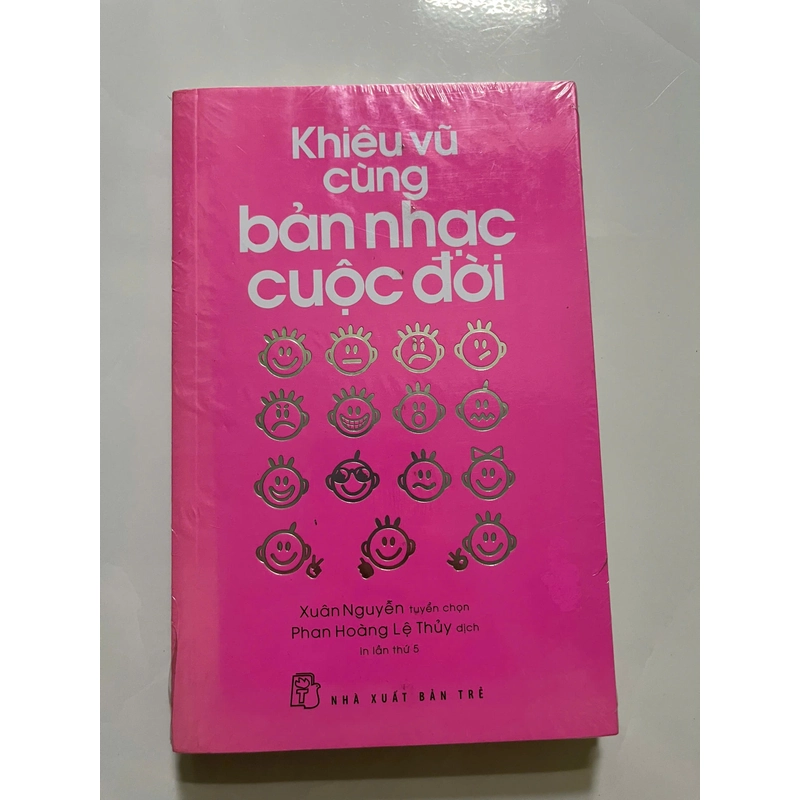 Khiêu vũ
cùng
bản nhạc
cuộc đời
Xuân Nguyễn tuyển chọn
Phan Hoàng Lệ Thủy dịch
in lần thứ 5
T
NHÀ XUẤT BẢN TRẺ